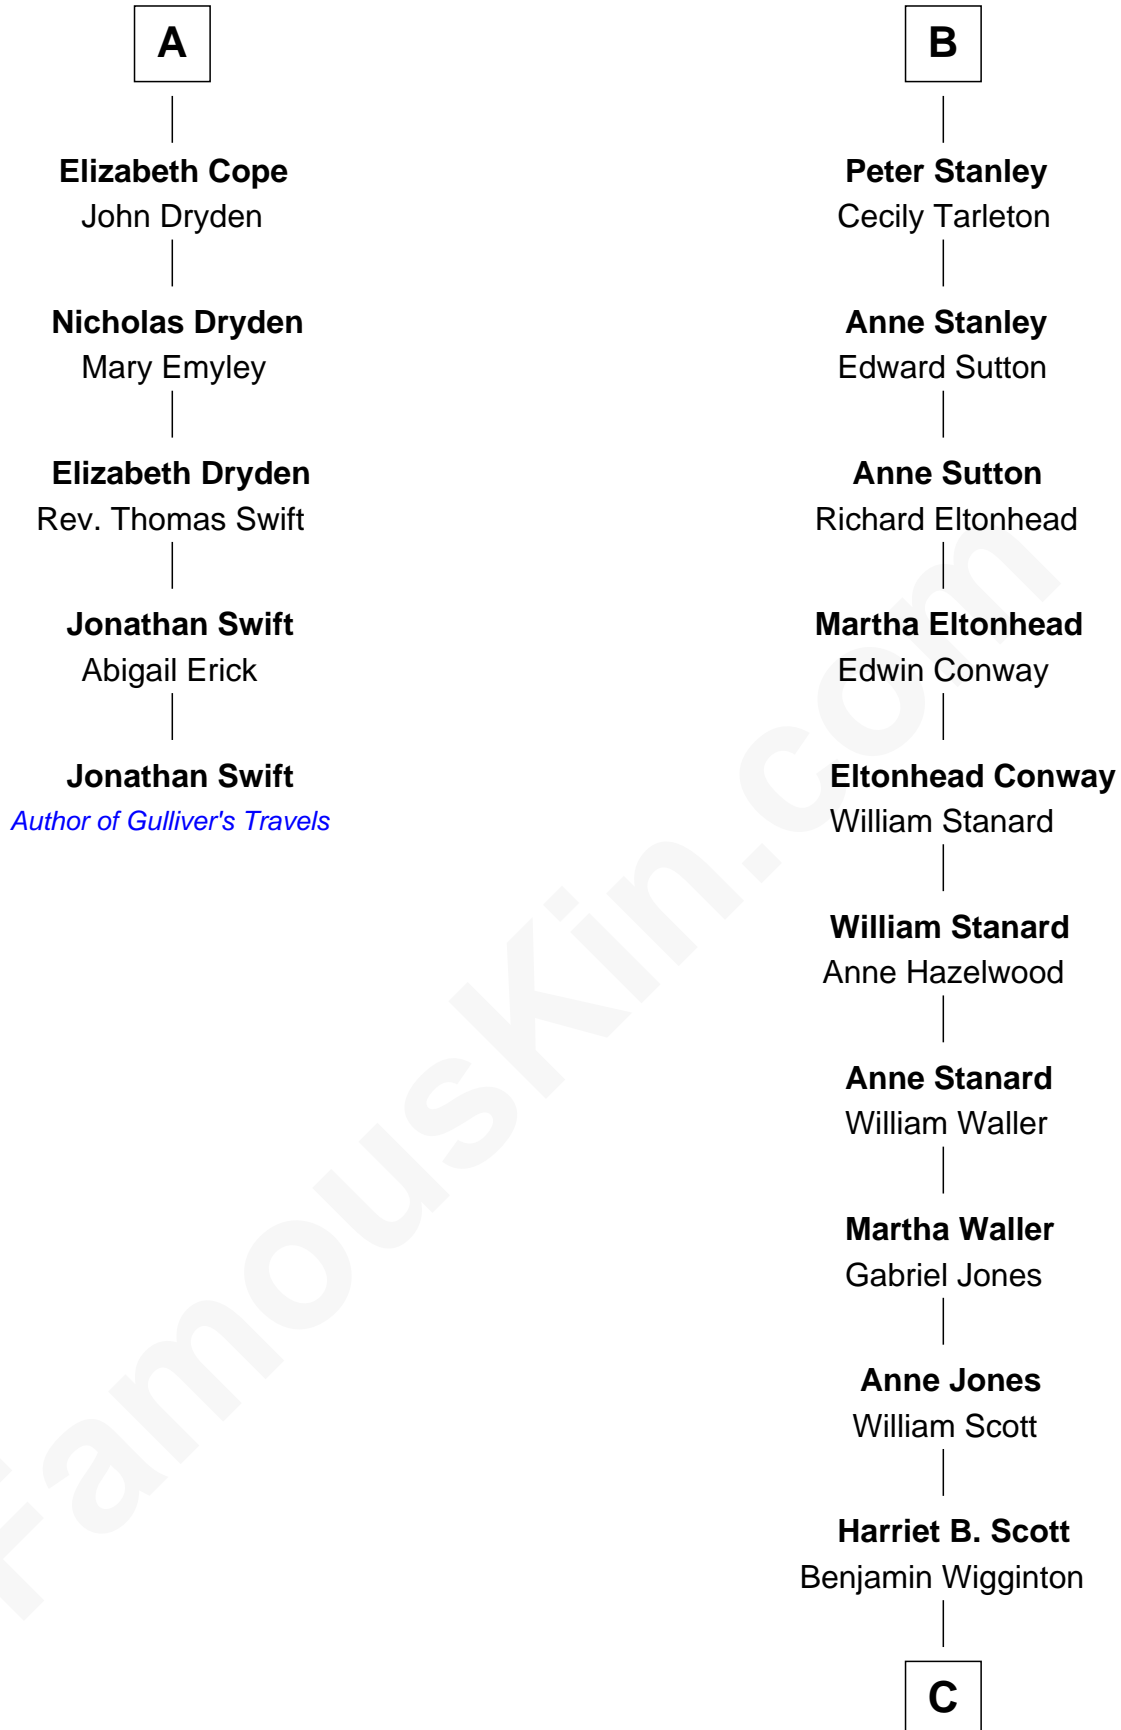 A
Elizabeth Cope
John Dryden
Nicholas Dryden
Mary Emyley
Elizabeth Dryden
Rev. Thomas Swift
Jonathan Swift
Abigail Erick
Jonathan Swift
Author of Gulliver's Travels
B
Peter Stanley
Cecily Tarleton
Anne Stanley
Edward Sutton
Anne Sutton
Richard Eltonhead
Martha Eltonhead
Edwin Conway
Eltonhead Conway
William Stanard
William Stanard
Anne Hazelwood
Anne Stanard
William Waller
Martha Waller
Gabriel Jones
Anne Jones
William Scott
Harriet B. Scott
Benjamin Wigginton
C
FamousKin.com